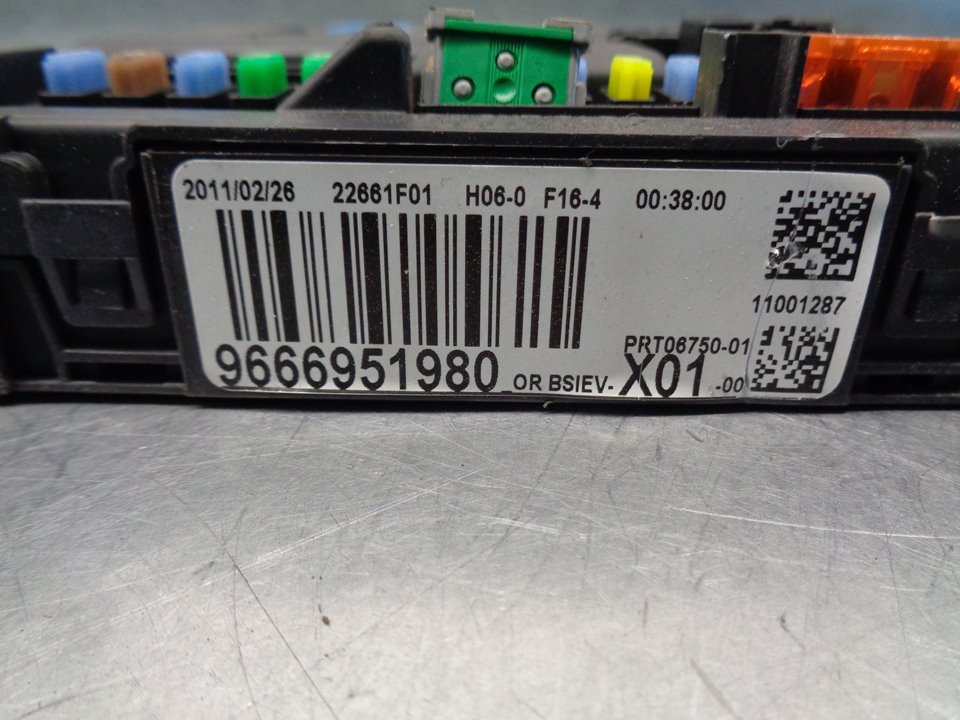 2011/02/26 22661F01 H06-0 F16-4 00:38:00
11001287
PRT06750-01
9666951980 OR BSIEV-X01-00